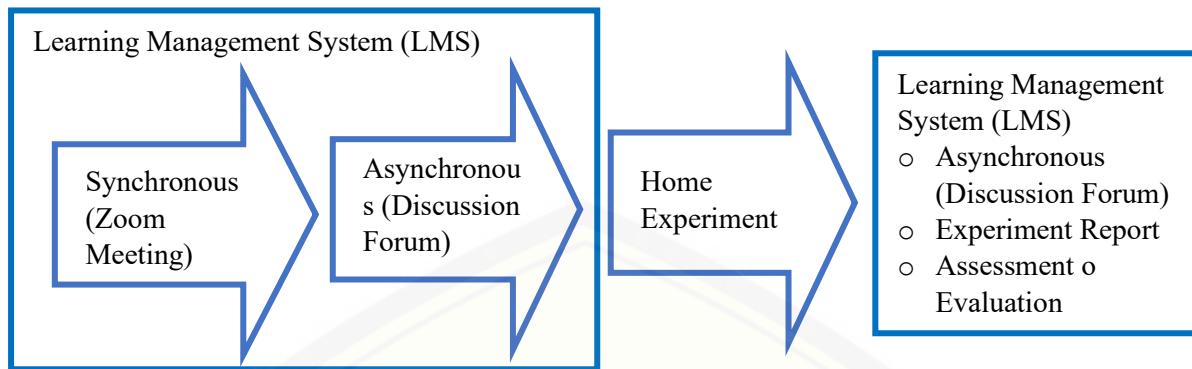 Learning Management System (LMS)
Synchronous
(Zoom
Meeting)
Asynchronou
s (Discussion
Forum)
Home
Experiment
Learning Management
System (LMS)
o Asynchronous
(Discussion Forum)
o Experiment Report
o Assessment o
Evaluation